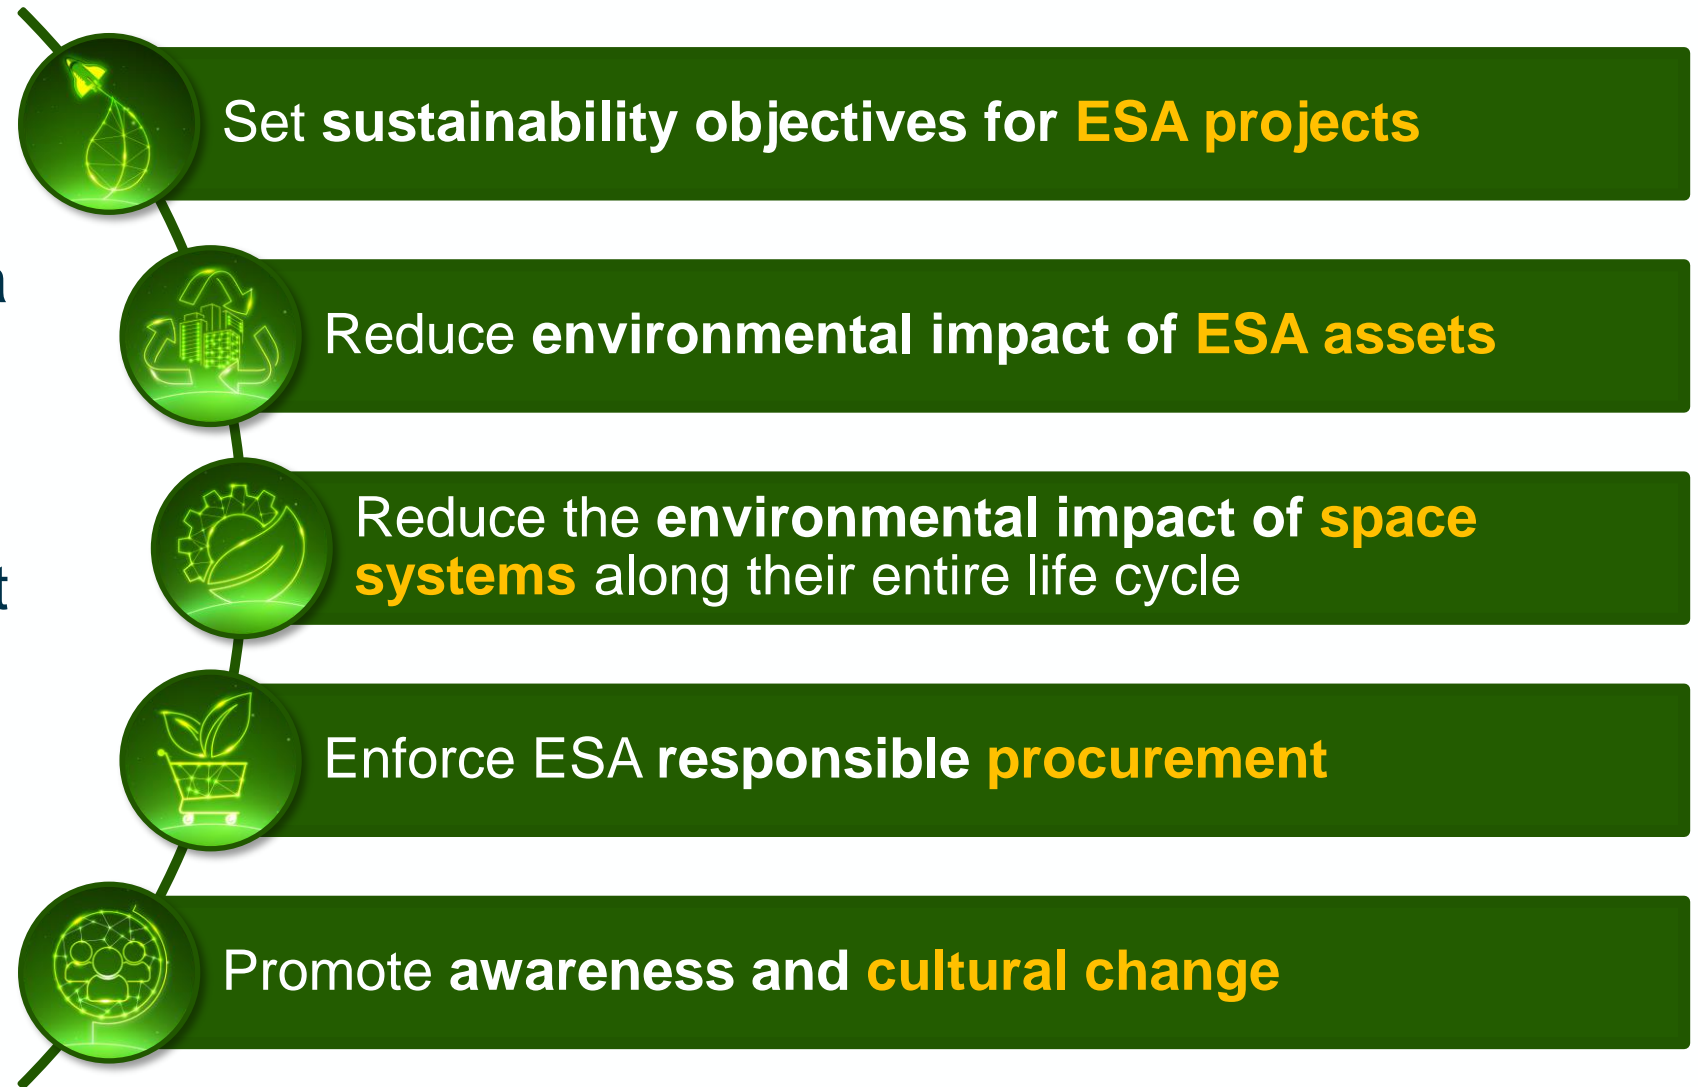 Set sustainability objectives for ESA projects
Reduce environmental impact of ESA assets
Reduce the environmental impact of space
systems along their entire life cycle
Enforce ESA responsible procurement
Promote awareness and cultural change